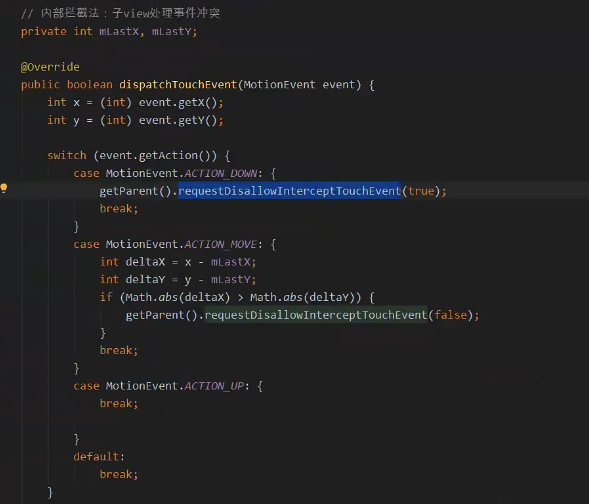 // 内部拦截法：子view处理事件冲突
private int mLastX, mLastY;
@Override
public boolean dispatchTouchEvent(MotionEvent event) {
int x = (int) event.getX();
int y = (int) event.getY();
switch (event.getAction()) {
case MotionEvent.ACTION_DOWN: {
getParent().requestDisallowInterceptTouchEvent(true);
break;
}
case MotionEvent.ACTION_MOVE: {
int deltaX = x - mLastX;
int deltaY = y - mLastY;
if (Math.abs(deltaX) > Math.abs(deltaY)) {
getParent().requestDisallowInterceptTouchEvent(false);
}
break;
}
case MotionEvent.ACTION_UP: {
break;
}
default:
break;
}